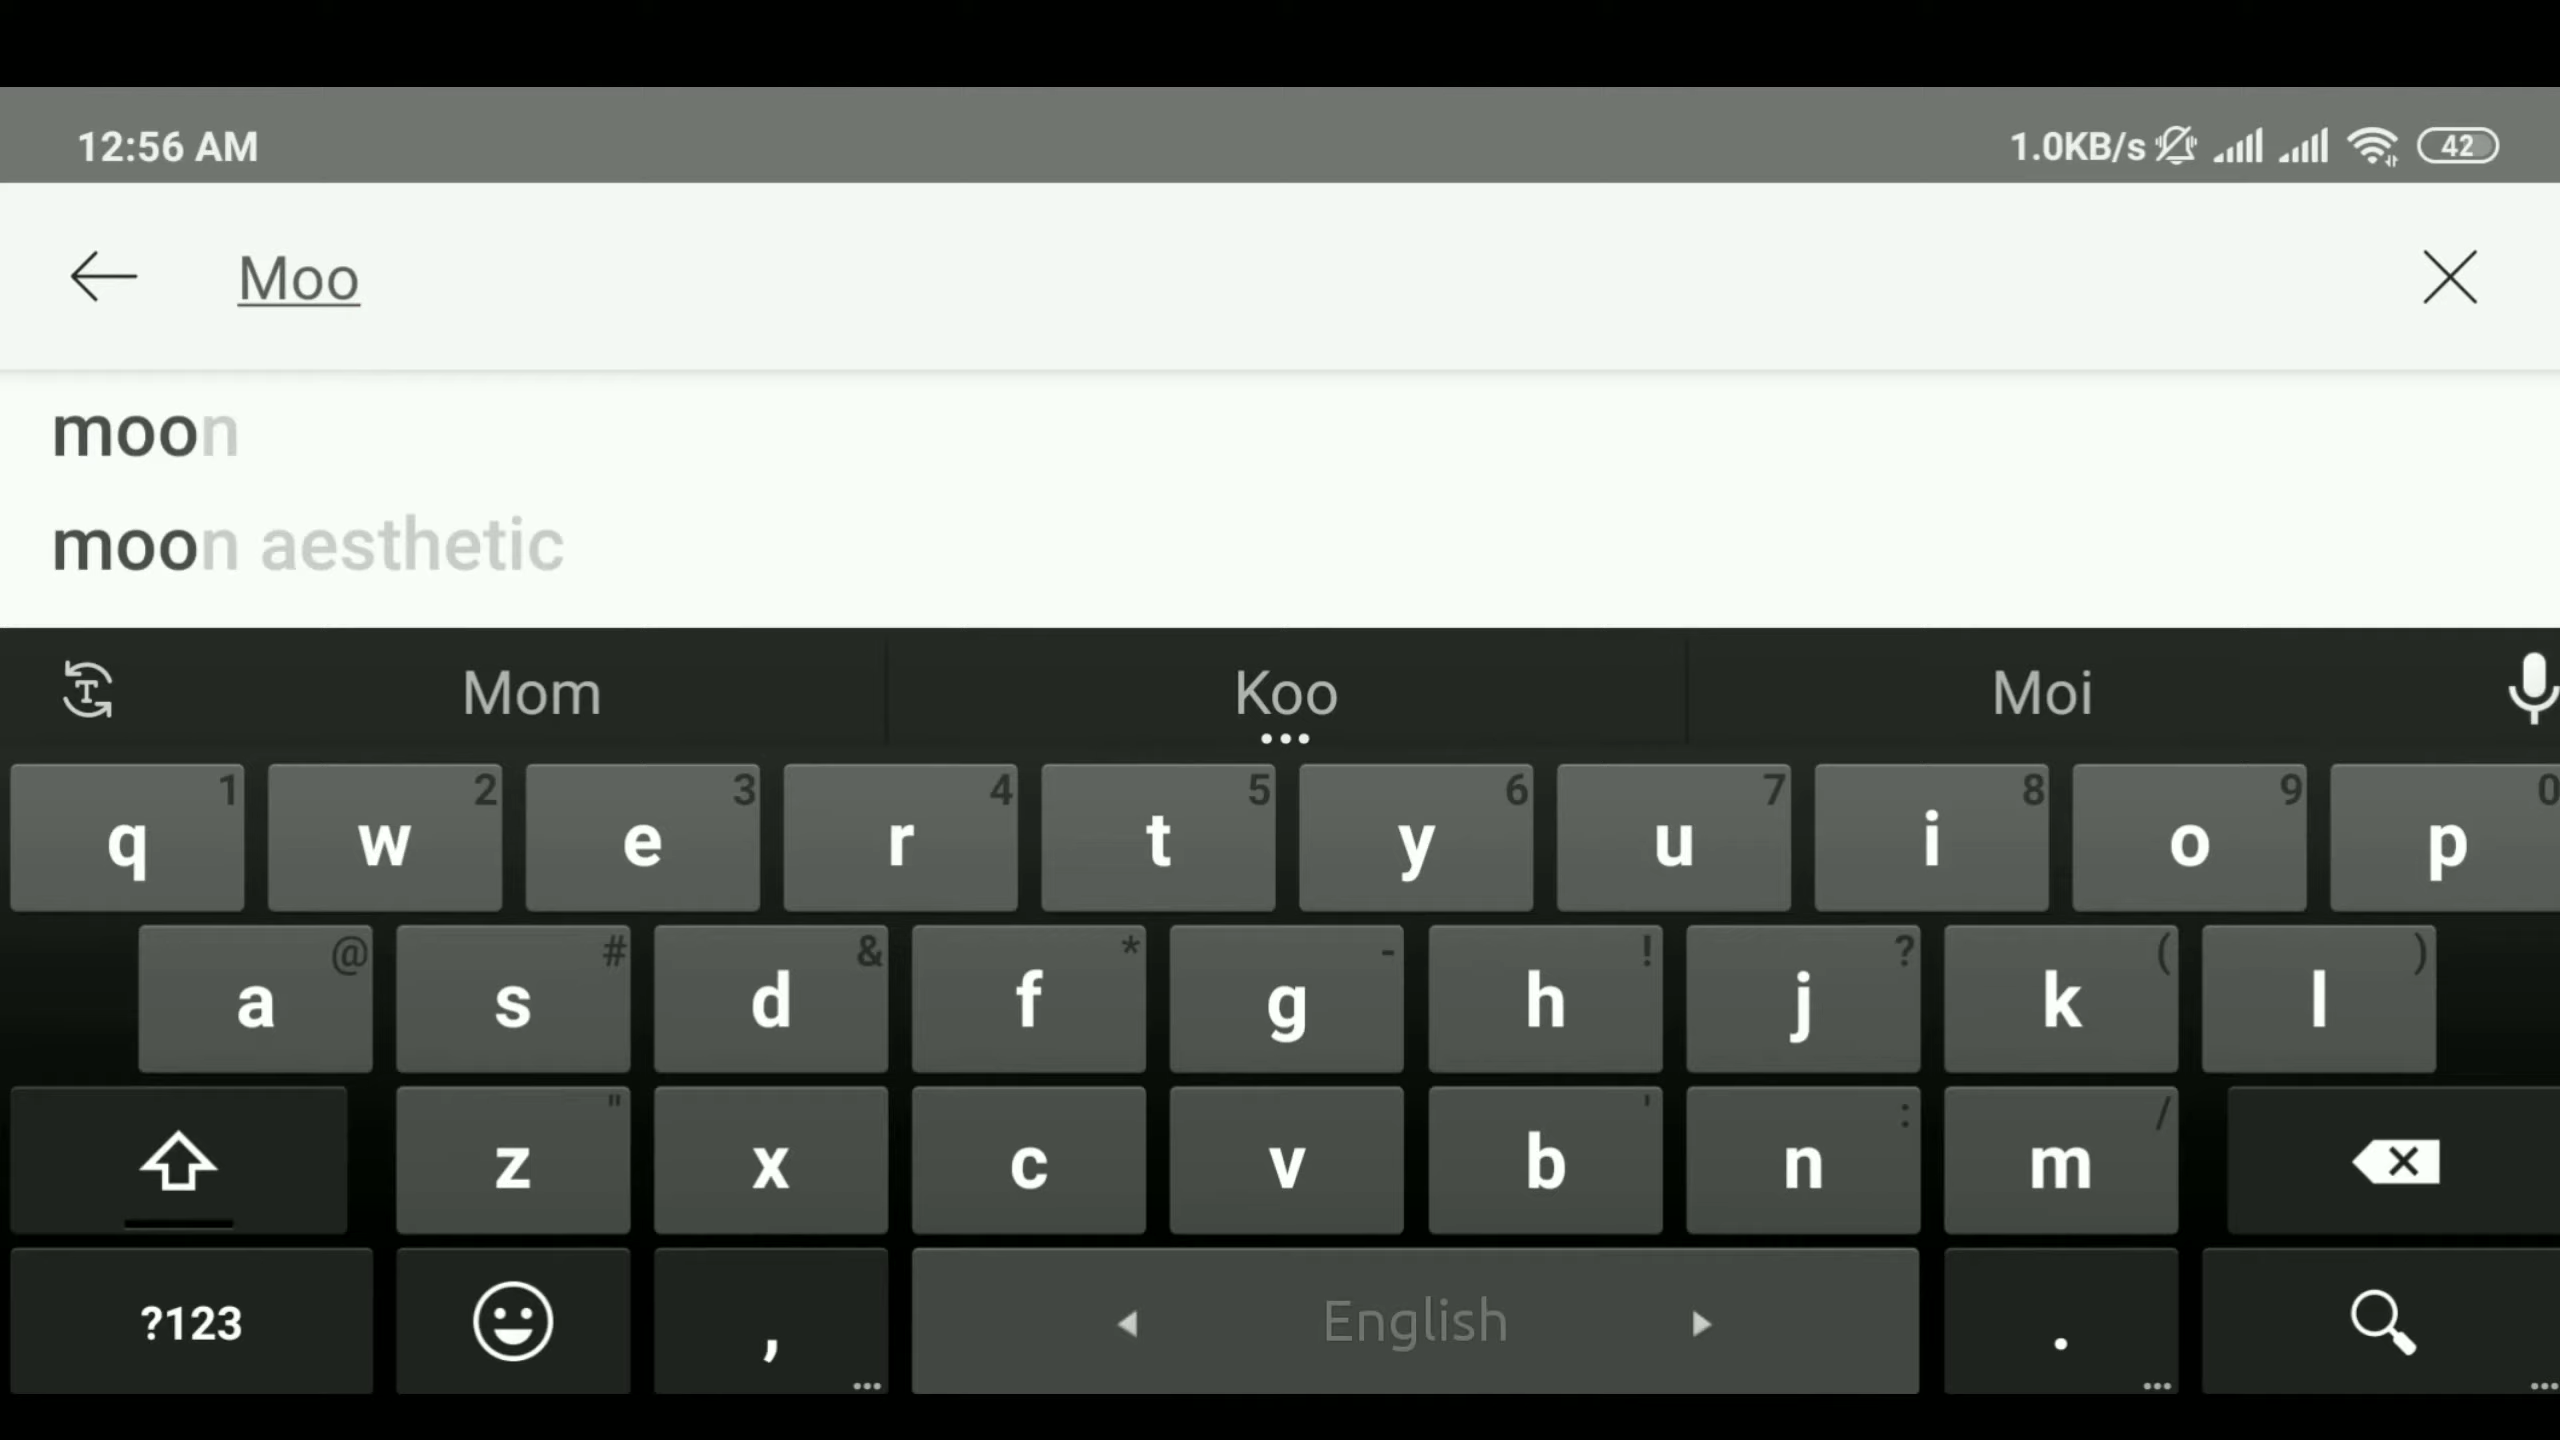 12:56 AM 1.0KB/s 42
Moo
moon
moon aesthetic
Mom Koo Moi
1 2 3 4 5 6 7 8 9 0
q w e r t y u i o p
@ # & * - ! ? ( )
a s d f g h j k l
" ' : /
z x c v b n m
?123 , English .